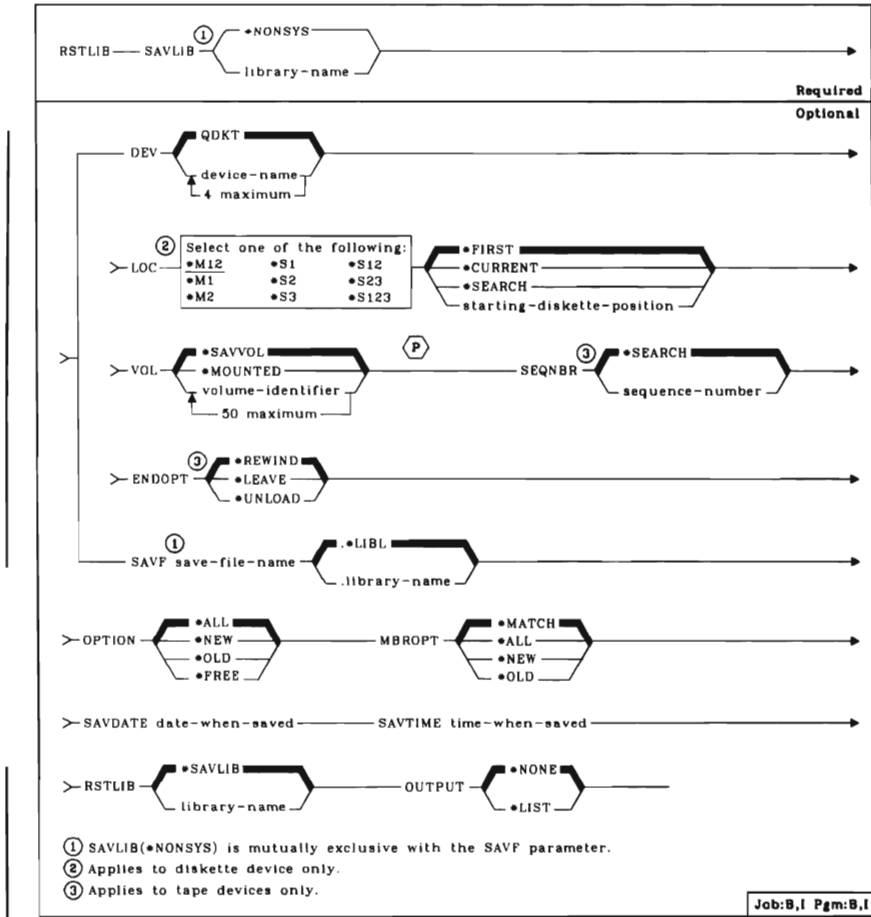 ① *NONSYS
RSTLIB SAVLIB
library-name
Required
Optional
QDKT
DEV
device-name
4 maximum
② Select one of the following:
*M12 *S1 *S12
*M1 *S2 *S23
*M2 *S3 *S123
LOC
*FIRST
*CURRENT
*SEARCH
starting-diskette-position
*SAVVOL
VOL *MOUNTED
volume-identifier
50 maximum
P
SEQNBR ③ *SEARCH
sequence-number
③ *REWIND
ENDOPT *LEAVE
*UNLOAD
① .*LIBL
SAVF save-file-name
.library-name
*ALL
OPTION *NEW
*OLD
*FREE
*MATCH
MBROPT *ALL
*NEW
*OLD
SAVDATE date-when-saved SAVTIME time-when-saved
*SAVLIB
RSTLIB
library-name
*NONE
OUTPUT
*LIST
① SAVLIB(*NONSYS) is mutually exclusive with the SAVF parameter.
② Applies to diskette device only.
③ Applies to tape devices only.
Job:B,I Pgm:B,I